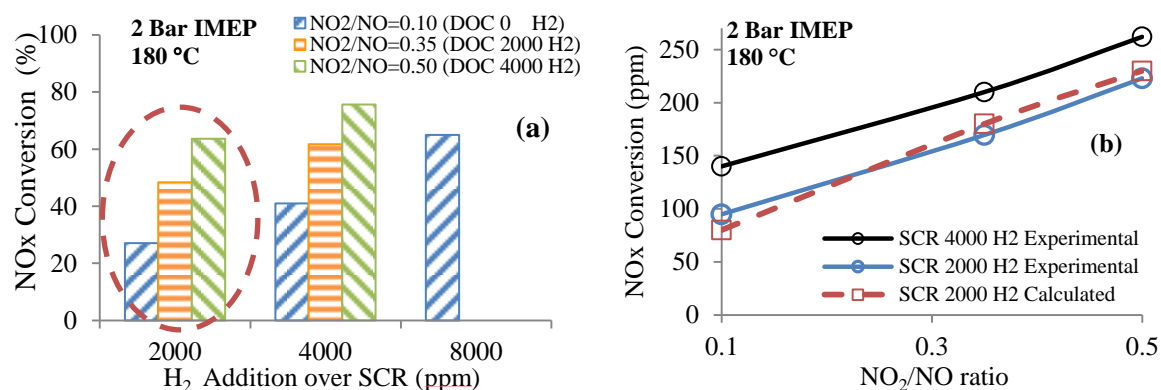 2 Bar IMEP
180 °C
NO2/NO=0.10 (DOC 0 H2)
NO2/NO=0.35 (DOC 2000 H2)
NO2/NO=0.50 (DOC 4000 H2)
(a)
NOx Conversion (%)
100
80
60
40
20
0
2000 4000 8000
H₂ Addition over SCR (ppm)
2 Bar IMEP
180 °C
(b)
NOx Conversion (ppm)
250
200
150
100
50
0
SCR 4000 H2 Experimental
SCR 2000 H2 Experimental
SCR 2000 H2 Calculated
0.1 0.3 0.5
NO₂/NO ratio